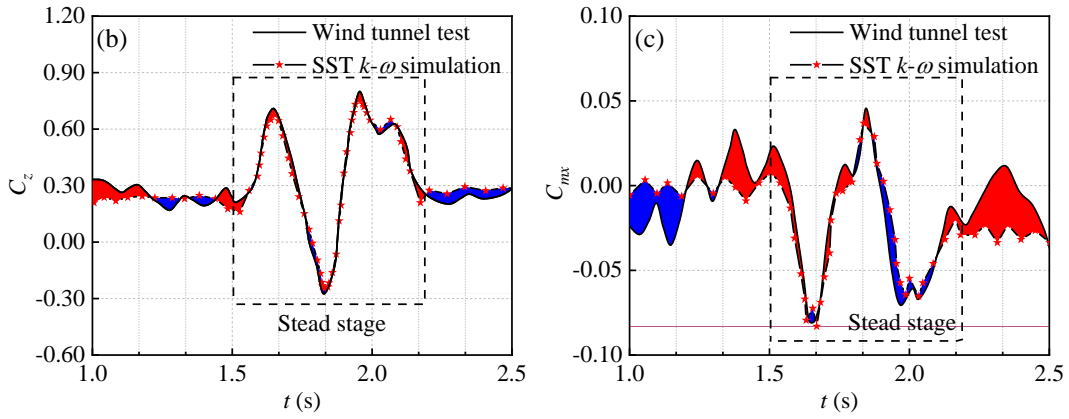 (b)
Wind tunnel test
SST k-ω simulation
1.20
0.90
0.60
0.30
0.00
-0.30
-0.60
C_z
Stead stage
1.0
1.5
2.0
2.5
t (s)
(c)
Wind tunnel test
SST k-ω simulation
0.10
0.05
0.00
-0.05
-0.10
C_mx
Stead stage
1.0
1.5
2.0
2.5
t (s)